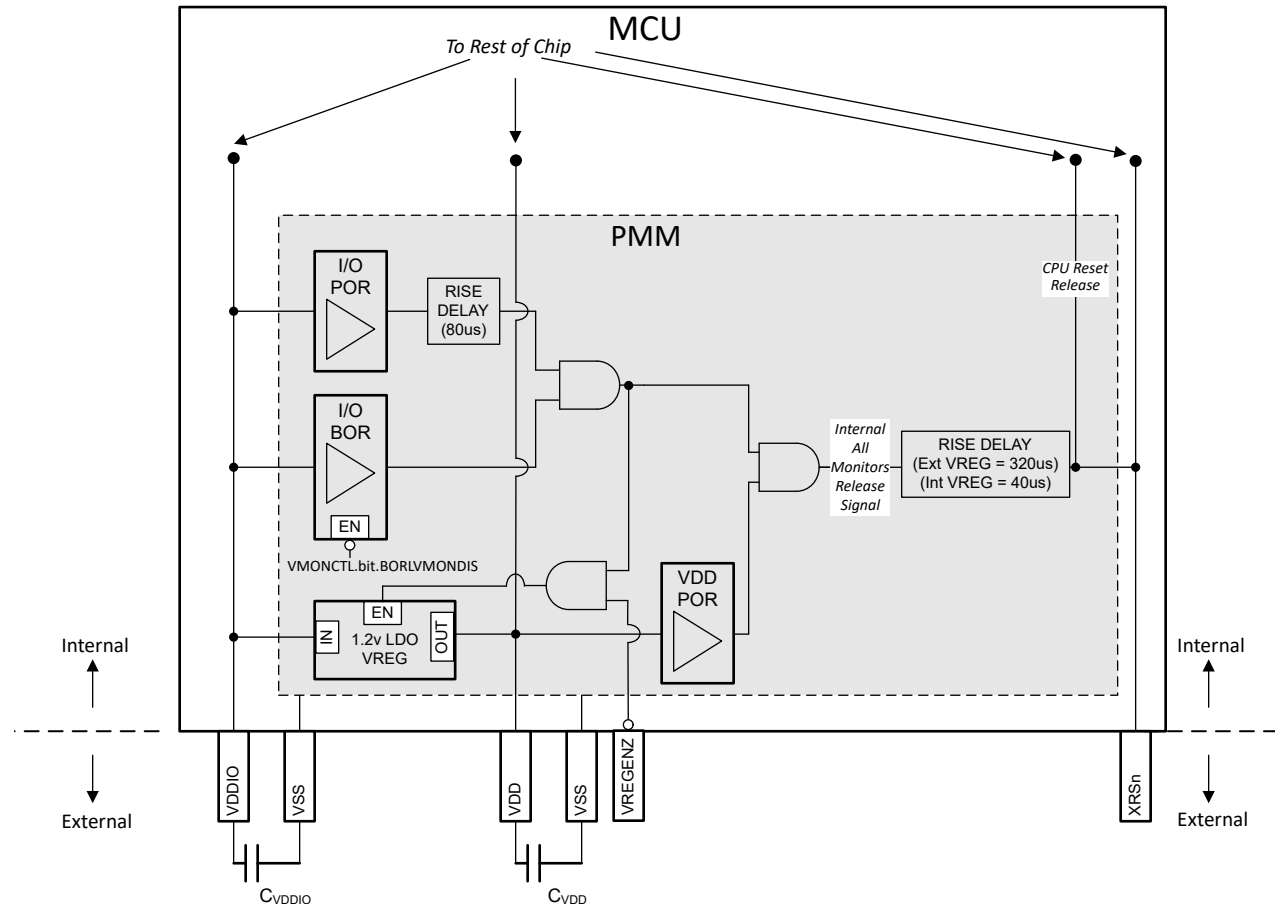 MCU
To Rest of Chip
PMM
I/O
POR
RISE
DELAY
(80us)
CPU Reset
Release
I/O
BOR
EN
VMONCTL.bit.BORLVMONDIS
Internal
All
Monitors
Release
Signal
RISE DELAY
(Ext VREG = 320us)
(Int VREG = 40us)
EN
IN
1.2v LDO
VREG
OUT
VDD
POR
Internal
External
Internal
External
VDDIO
VSS
VDD
VSS
VREGENZ
XRSn
CVDDIO
CVDD